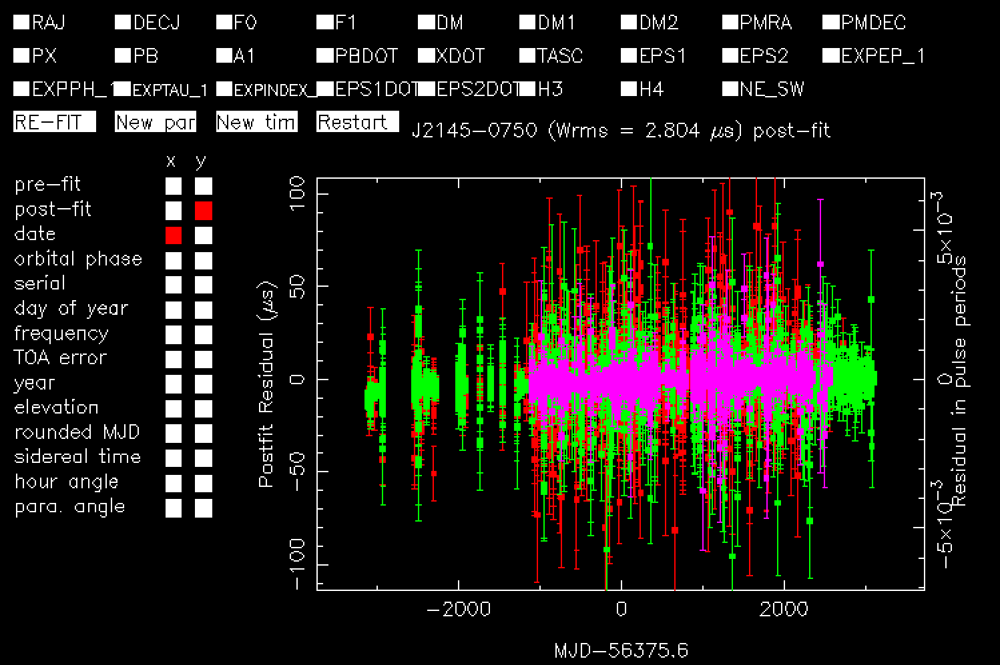 RAJ DECJ F0 F1 DM DM1 DM2 PMRA PMDEC
PX PB A1 PBDOT XDOT TASC EPS1 EPS2 EXPEP_1
EXPPH_1 EXPTAU_1 EXPINDEX_ EPS1DOT EPS2DOT H3 H4 NE_SW
RE-FIT New par New tim Restart
J2145-0750 (Wrms = 2.804 μs) post-fit
x y
pre-fit
post-fit
date
orbital phase
serial
day of year
frequency
TOA error
year
elevation
rounded MJD
sidereal time
hour angle
para. angle
Postfit Residual (μs)
100
50
0
-50
-100
-2000 0 2000
MJD-56375.6
5×10⁻³
0
-5×10⁻³
Residual in pulse periods